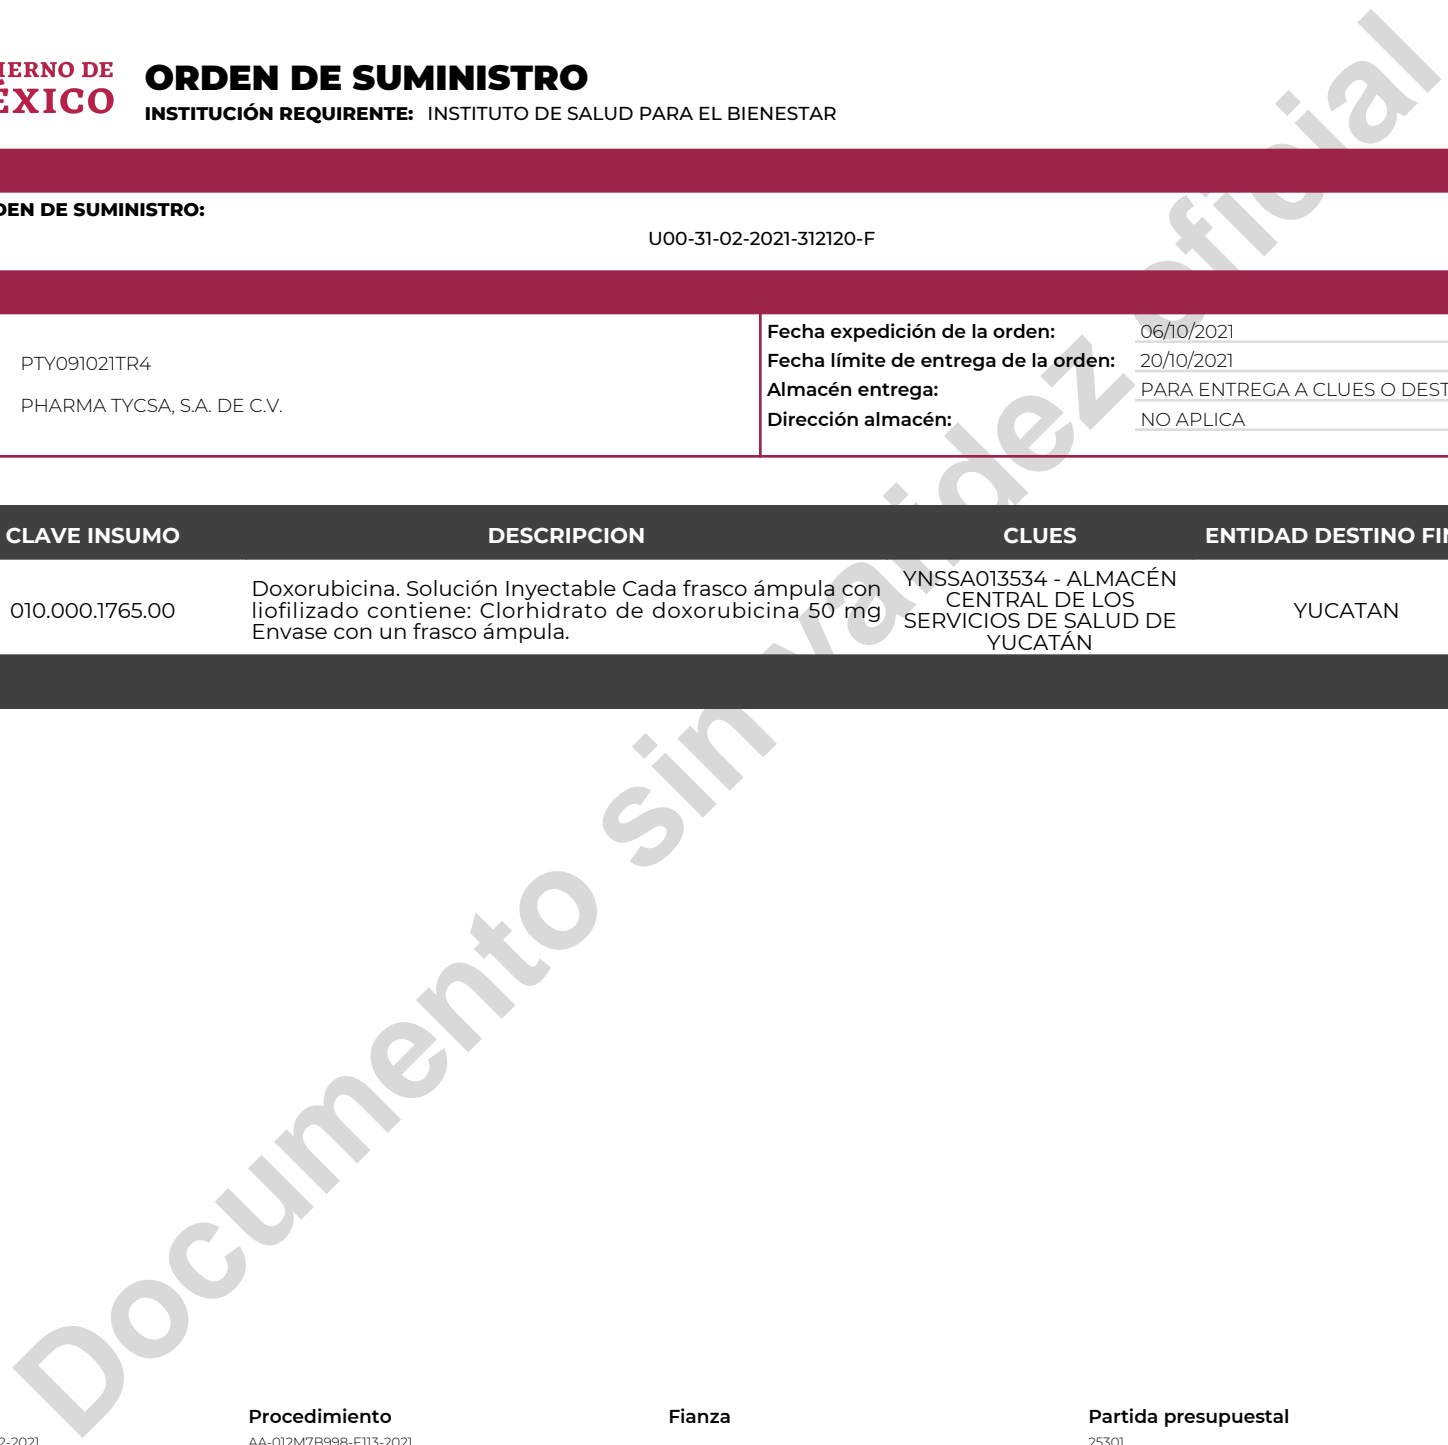 IERNO DE
ÉXICO
ORDEN DE SUMINISTRO
INSTITUCIÓN REQUIRENTE: INSTITUTO DE SALUD PARA EL BIENESTAR
DEN DE SUMINISTRO:
U00-31-02-2021-312120-F
PTY091021TR4
PHARMA TYCSA, S.A. DE C.V.
Fecha expedición de la orden: 06/10/2021
Fecha límite de entrega de la orden: 20/10/2021
Almacén entrega: PARA ENTREGA A CLUES O DEST
Dirección almacén: NO APLICA
CLAVE INSUMO DESCRIPCION CLUES ENTIDAD DESTINO FIN
010.000.1765.00
Doxorubicina. Solución Inyectable Cada frasco ámpula con
liofilizado contiene: Clorhidrato de doxorubicina 50 mg
Envase con un frasco ámpula.
YNSSA013534 - ALMACÉN
CENTRAL DE LOS
SERVICIOS DE SALUD DE
YUCATÁN
YUCATAN
Documento sin validez oficial
Procedimiento Fianza Partida presupuestal
2-2021 AA-012M7B998-E113-2021 25301